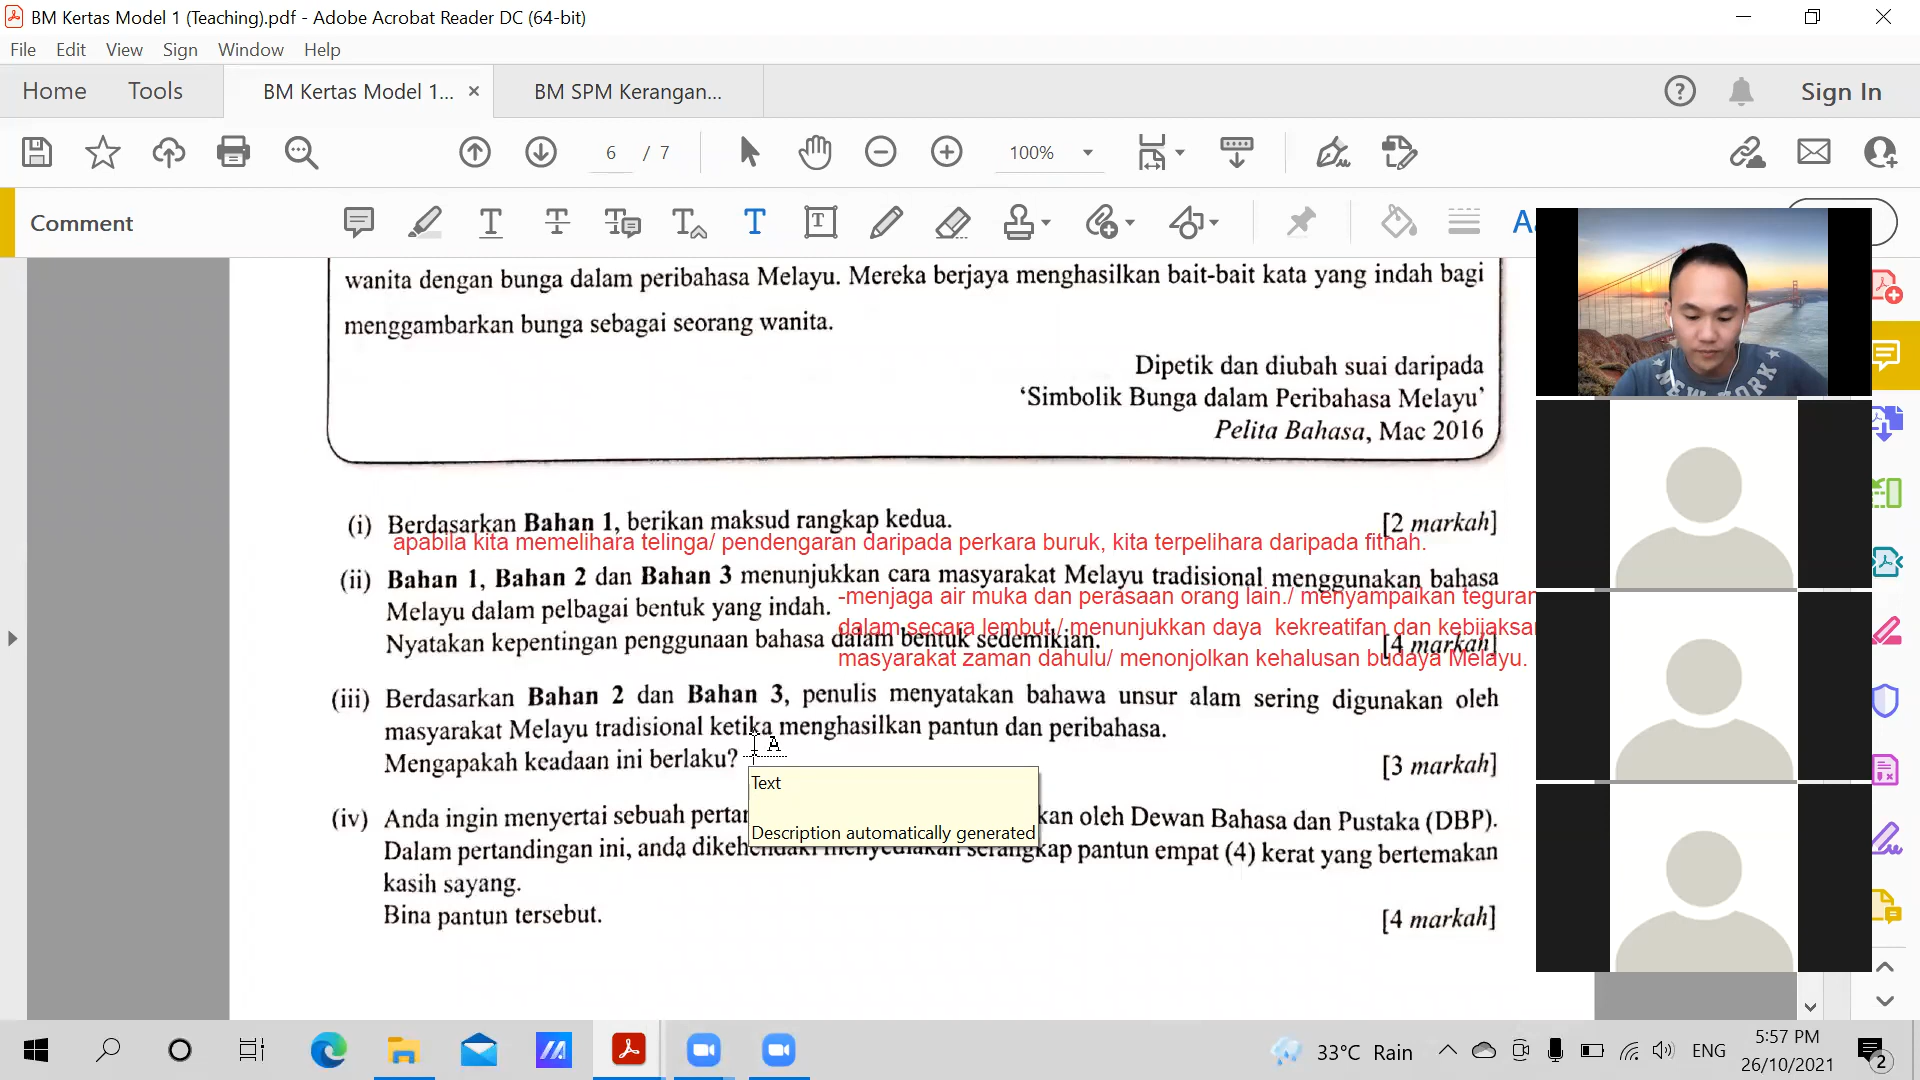 BM Kertas Model 1 (Teaching).pdf - Adobe Acrobat Reader DC (64-bit)
File Edit View Sign Window Help
Home Tools BM Kertas Model 1... × BM SPM Kerangan... Sign In
6 / 7 100%
Comment
wanita dengan bunga dalam peribahasa Melayu. Mereka berjaya menghasilkan bait-bait kata yang indah bagi
menggambarkan bunga sebagai seorang wanita.
Dipetik dan diubah suai daripada
‘Simbolik Bunga dalam Peribahasa Melayu’
Pelita Bahasa, Mac 2016
(i) Berdasarkan Bahan 1, berikan maksud rangkap kedua. [2 markah]
apabila kita memelihara telinga/ pendengaran daripada perkara buruk, kita terpelihara daripada fitnah.
(ii) Bahan 1, Bahan 2 dan Bahan 3 menunjukkan cara masyarakat Melayu tradisional menggunakan bahasa
Melayu dalam pelbagai bentuk yang indah.
-menjaga air muka dan perasaan orang lain./ menyampaikan teguran
dalam secara lembut./ menunjukkan daya kekreatifan dan kebijaksan
Nyatakan kepentingan penggunaan bahasa dalam bentuk sedemikian. [4 markah]
masyarakat zaman dahulu/ menonjolkan kehalusan budaya Melayu.
(iii) Berdasarkan Bahan 2 dan Bahan 3, penulis menyatakan bahawa unsur alam sering digunakan oleh
masyarakat Melayu tradisional ketika menghasilkan pantun dan peribahasa.
Mengapakah keadaan ini berlaku? [3 markah]
Text
Description automatically generated
(iv) Anda ingin menyertai sebuah pertan kan oleh Dewan Bahasa dan Pustaka (DBP).
Dalam pertandingan ini, anda dikehendaki menyediakan serangkap pantun empat (4) kerat yang bertemakan
kasih sayang.
Bina pantun tersebut. [4 markah]
NEW YORK
33°C Rain ENG 5:57 PM
26/10/2021 2